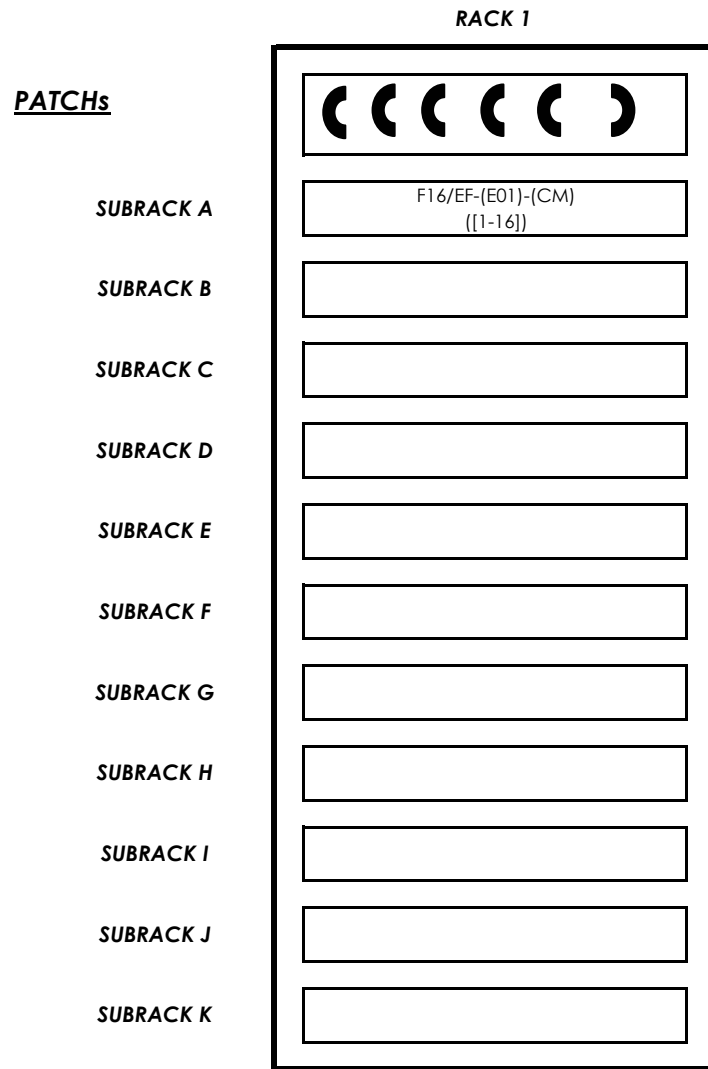 RACK 1
PATCHs
SUBRACK A
F16/EF-(E01)-(CM)
([1-16])
SUBRACK B
SUBRACK C
SUBRACK D
SUBRACK E
SUBRACK F
SUBRACK G
SUBRACK H
SUBRACK I
SUBRACK J
SUBRACK K